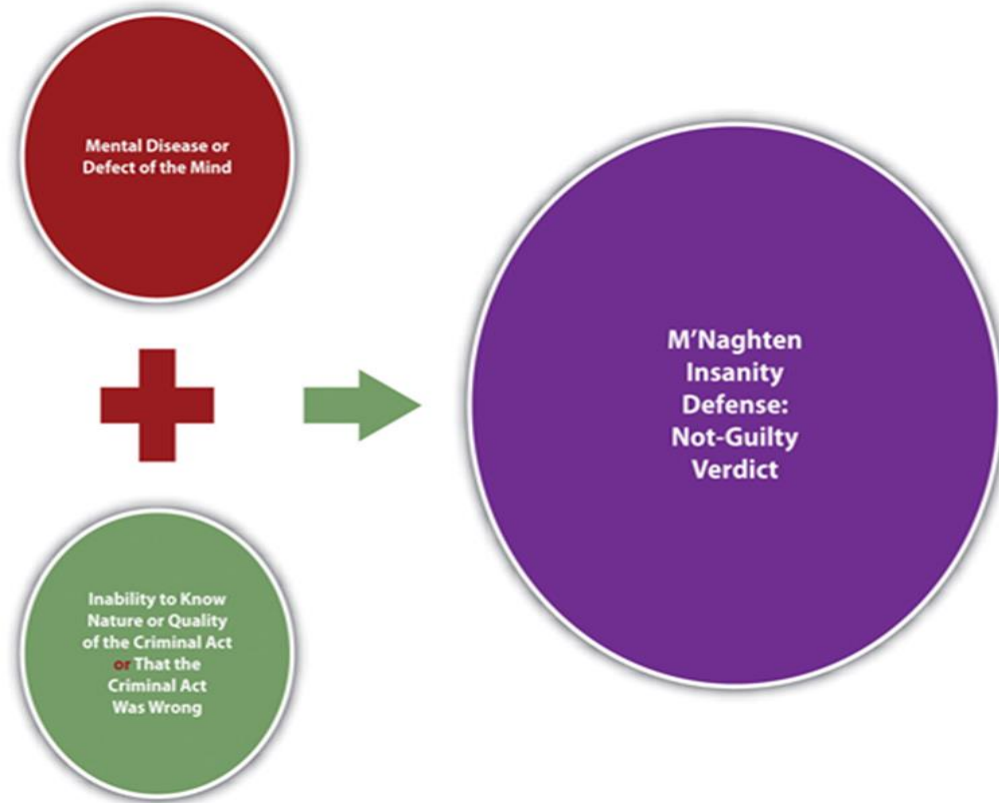 Mental Disease or
Defect of the Mind
Inability to Know
Nature or Quality
of the Criminal Act
or That the
Criminal Act
Was Wrong
M’Naghten
Insanity
Defense:
Not-Guilty
Verdict